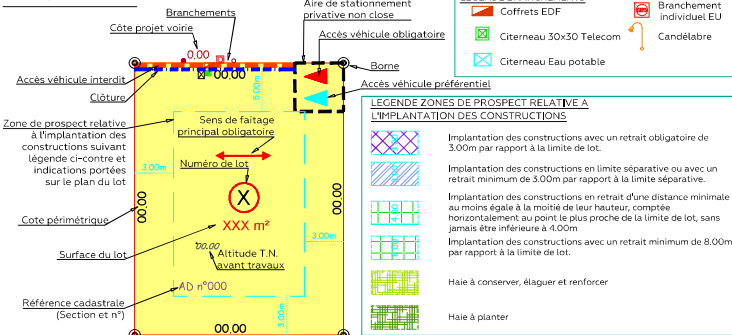 Branchements
Côte projet voirie
0.00
Aire de stationnement
privative non close
Accès véhicule obligatoire
Borne
Accès véhicule interdit
Clôture
00.00
5.00m
Accès véhicule préférentiel
Zone de prospect relative
à l'implantation des
constructions suivant
légende ci-contre et
indications portées
sur le plan du lot
Sens de faitage
principal obligatoire
Numéro de lot
3.00m
X
00.00
00.00
Cote périmétrique
XXX m²
3.00m
Surface du lot
00.00
Altitude T.N.
avant travaux
AD n°000
Référence cadastrale
(Section et n°)
3.00m
00.00
Coffrets EDF
Branchement
individuel EU
Citerneau 30x30 Telecom
Candélabre
Citerneau Eau potable
LEGENDE ZONES DE PROSPECT RELATIVE A
L'IMPLANTATION DES CONSTRUCTIONS
Implantation des constructions avec un retrait obligatoire de
3.00m par rapport à la limite de lot.
Implantation des constructions en limite séparative ou avec un
retrait minimum de 3.00m par rapport à la limite séparative.
Implantation des constructions en retrait d'une distance minimale
au moins égale à la moitié de leur hauteur, comptée
horizontalement au point le plus proche de la limite de lot, sans
jamais être inférieure à 4.00m
Implantation des constructions avec un retrait minimum de 8.00m
par rapport à la limite de lot.
Haie à conserver, élaguer et renforcer
Haie à planter